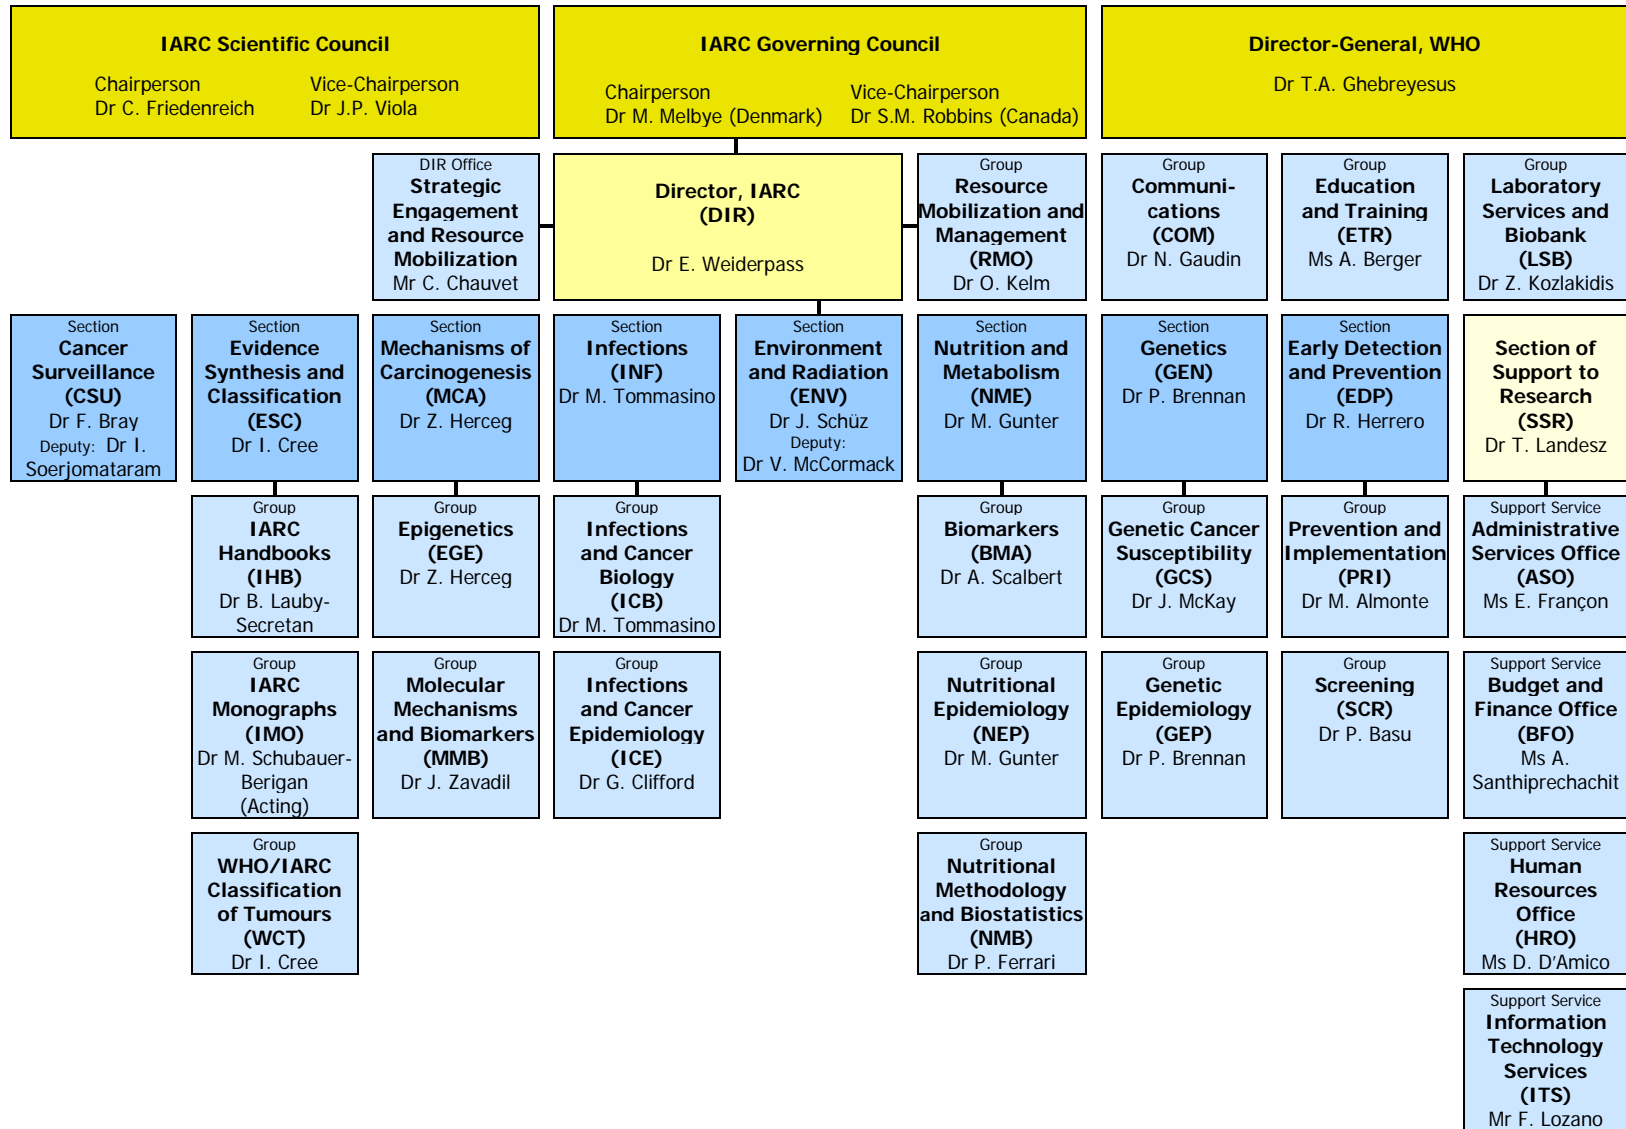 IARC Scientific Council
Chairperson
Vice-Chairperson
Dr C. Friedenreich
Dr J.P. Viola
IARC Governing Council
Chairperson
Vice-Chairperson
Dr M. Melbye (Denmark)
Dr S.M. Robbins (Canada)
Director-General, WHO
Dr T.A. Ghebreyesus
DIR Office
Strategic
Engagement
and Resource
Mobilization
Mr C. Chauvet
Director, IARC
(DIR)
Dr E. Weiderpass
Group
Resource
Mobilization and
Management
(RMO)
Dr O. Kelm
Group
Communi-
cations
(COM)
Dr N. Gaudin
Group
Education
and Training
(ETR)
Ms A. Berger
Group
Laboratory
Services and
Biobank
(LSB)
Dr Z. Kozlakidis
Section
Cancer
Surveillance
(CSU)
Dr F. Bray
Deputy: Dr I.
Soerjomataram
Section
Evidence
Synthesis and
Classification
(ESC)
Dr I. Cree
Section
Mechanisms of
Carcinogenesis
(MCA)
Dr Z. Herceg
Section
Infections
(INF)
Dr M. Tommasino
Section
Environment
and Radiation
(ENV)
Dr J. Schüz
Deputy:
Dr V. McCormack
Section
Nutrition and
Metabolism
(NME)
Dr M. Gunter
Section
Genetics
(GEN)
Dr P. Brennan
Section
Early Detection
and Prevention
(EDP)
Dr R. Herrero
Section of
Support to
Research
(SSR)
Dr T. Landesz
Group
IARC
Handbooks
(IHB)
Dr B. Lauby-
Secretan
Group
Epigenetics
(EGE)
Dr Z. Herceg
Group
Infections
and Cancer
Biology
(ICB)
Dr M. Tommasino
Group
Biomarkers
(BMA)
Dr A. Scalbert
Group
Genetic Cancer
Susceptibility
(GCS)
Dr J. McKay
Group
Prevention and
Implementation
(PRI)
Dr M. Almonte
Support Service
Administrative
Services Office
(ASO)
Ms E. Françon
Group
IARC
Monographs
(IMO)
Dr M. Schubauer-
Berigan
(Acting)
Group
Molecular
Mechanisms
and Biomarkers
(MMB)
Dr J. Zavadil
Group
Infections
and Cancer
Epidemiology
(ICE)
Dr G. Clifford
Group
Nutritional
Epidemiology
(NEP)
Dr M. Gunter
Group
Genetic
Epidemiology
(GEP)
Dr P. Brennan
Group
Screening
(SCR)
Dr P. Basu
Support Service
Budget and
Finance Office
(BFO)
Ms A.
Santhiprechachit
Group
WHO/IARC
Classification
of Tumours
(WCT)
Dr I. Cree
Group
Nutritional
Methodology
and Biostatistics
(NMB)
Dr P. Ferrari
Support Service
Human
Resources
Office
(HRO)
Ms D. D'Amico
Support Service
Information
Technology
Services
(ITS)
Mr F. Lozano